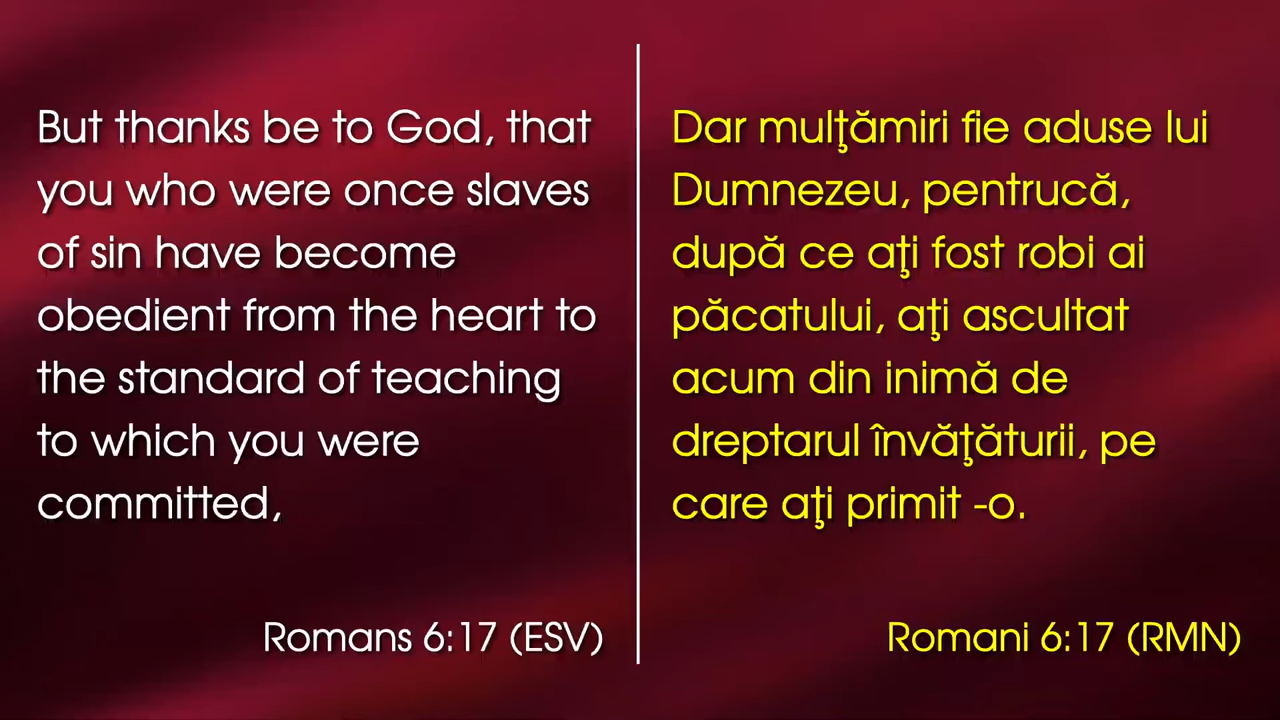 But thanks be to God, that
you who were once slaves
of sin have become
obedient from the heart to
the standard of teaching
to which you were
committed,
Romans 6:17 (ESV)
Dar mulţămiri fie aduse lui
Dumnezeu, pentrucă,
după ce aţi fost robi ai
păcatului, aţi ascultat
acum din inimă de
dreptarul învăţăturii, pe
care aţi primit -o.
Romani 6:17 (RMN)